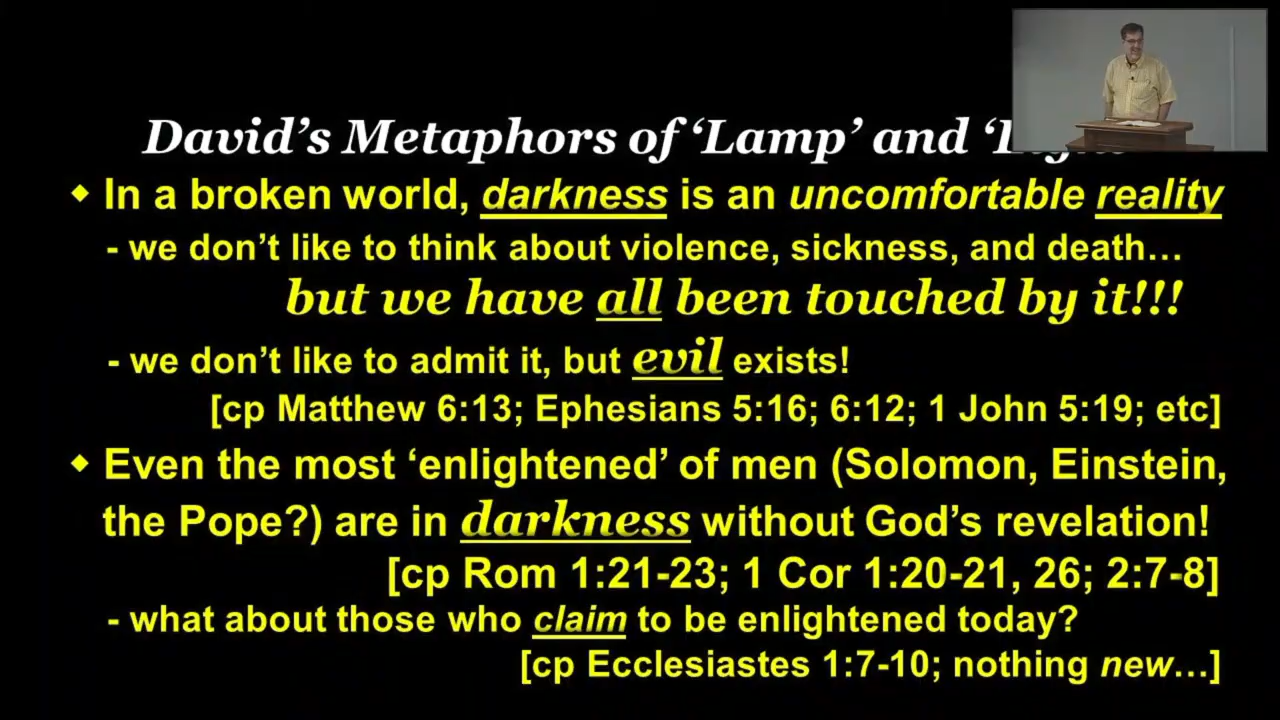 David's Metaphors of 'Lamp' and
◆ In a broken world, darkness is an uncomfortable reality
- we don't like to think about violence, sickness, and death…
but we have all been touched by it!!!
- we don't like to admit it, but evil exists!
[cp Matthew 6:13; Ephesians 5:16; 6:12; 1 John 5:19; etc]
◆ Even the most 'enlightened' of men (Solomon, Einstein,
the Pope?) are in darkness without God's revelation!
[cp Rom 1:21-23; 1 Cor 1:20-21, 26; 2:7-8]
- what about those who claim to be enlightened today?
[cp Ecclesiastes 1:7-10; nothing new…]